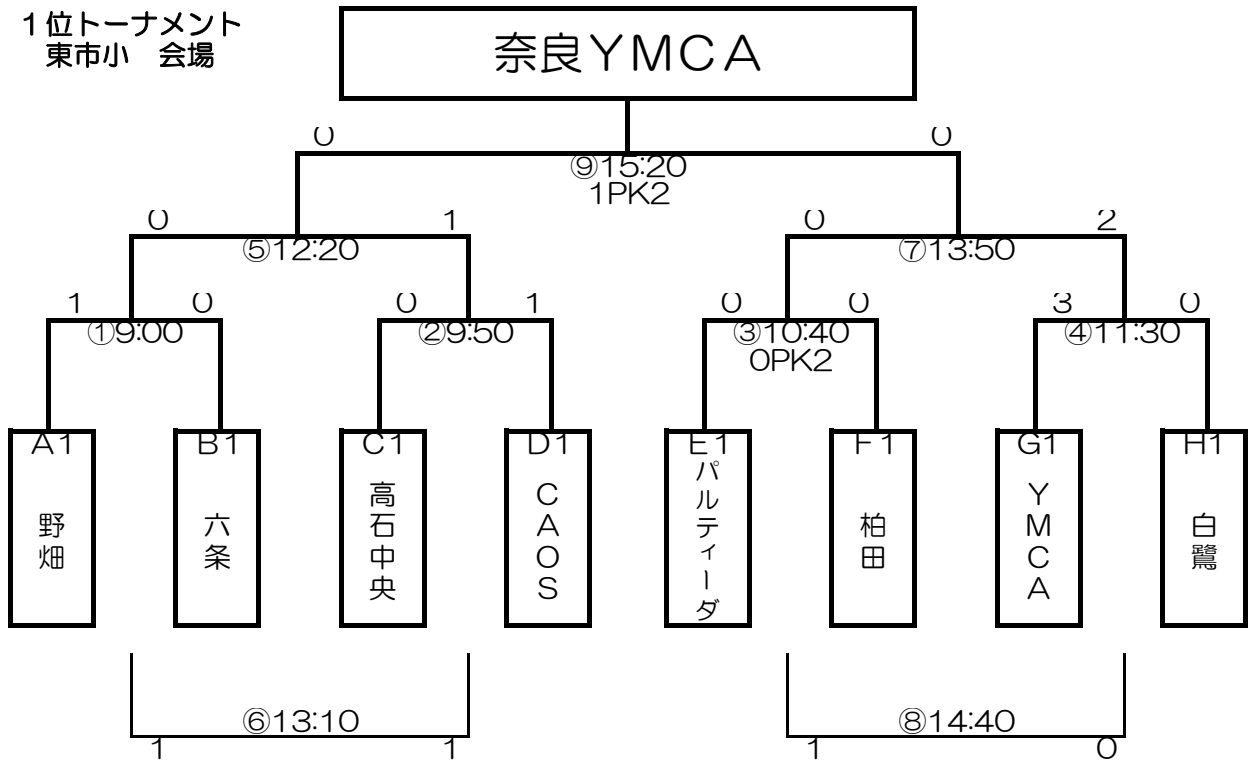 １位トーナメント
東市小　会場
奈良ＹＭＣＡ
0 0
⑨15:20
1PK2
0 1 0 2
⑤12:20 ⑦13:50
1 0 0 1 0 0 3 0
①9:00 ②9:50 ③10:40 ④11:30
0PK2
A1 B1 C1 D1 E1 F1 G1 H1
野畑
六条
高石中央
CAOS
パルティーダ
柏田
YMCA
白鷺
⑥13:10 ⑧14:40
1 1 1 0